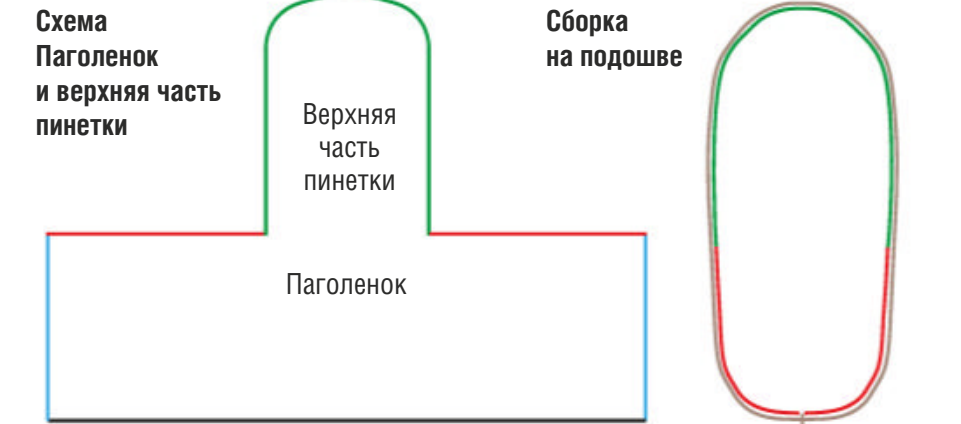 Схема
Паголенок
и верхняя часть
пинетки
Сборка
на подошве
Верхняя
часть
пинетки
Паголенок